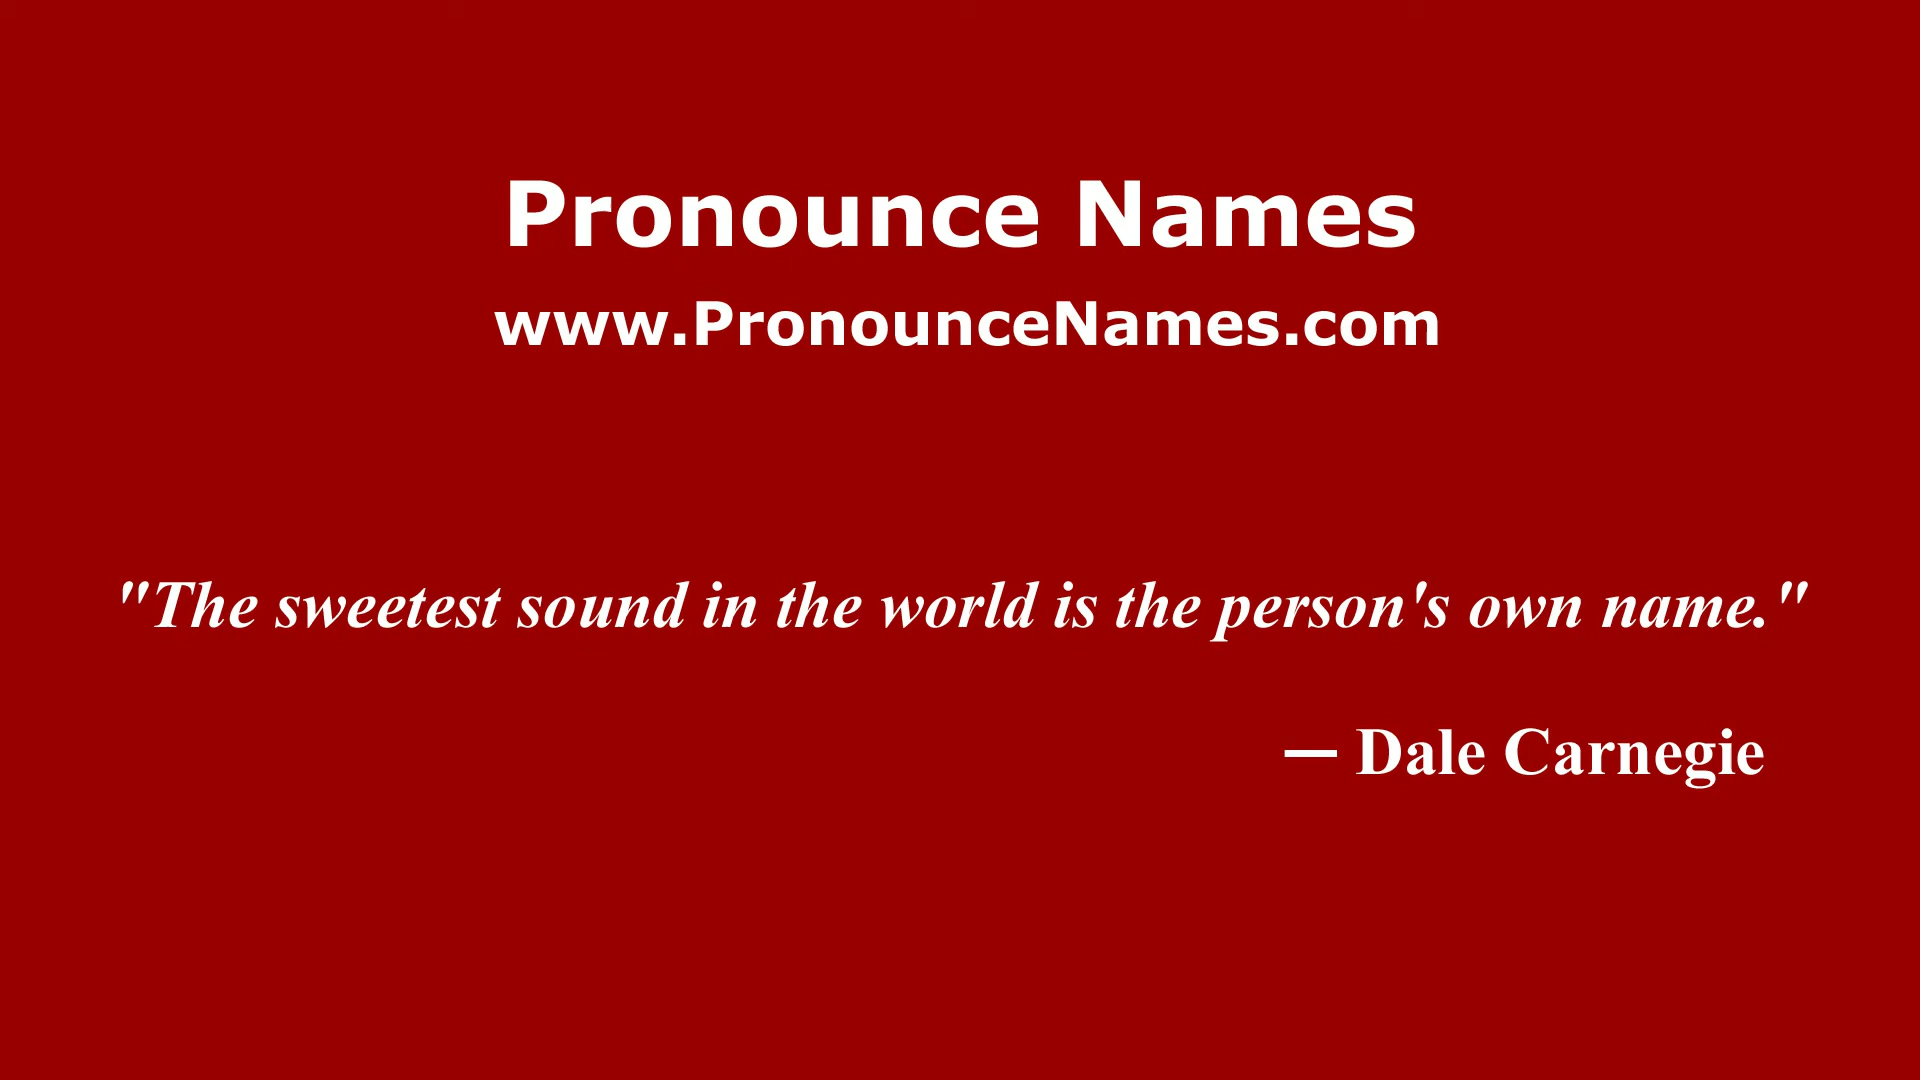 Pronounce Names
www.PronounceNames.com
"The sweetest sound in the world is the person's own name."
— Dale Carnegie